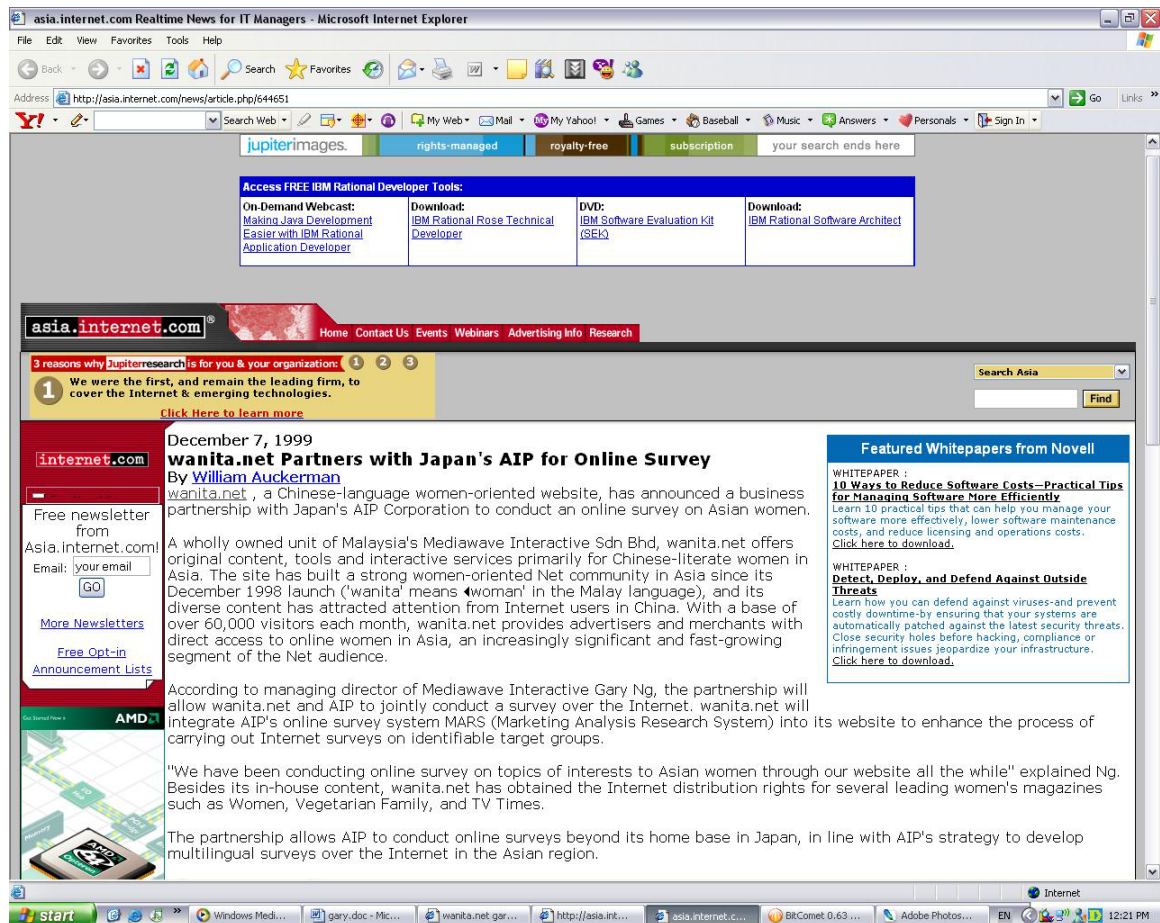 asia.internet.com Realtime News for IT Managers - Microsoft Internet Explorer
File Edit View Favorites Tools Help
Back Search Favorites
Address http://asia.internet.com/news/article.php/644651 Go Links »
Y! Search Web My Web Mail My Yahoo! Games Baseball Music Answers Personals Sign In
jupiterimages. rights-managed royalty-free subscription your search ends here
Access FREE IBM Rational Developer Tools:
On-Demand Webcast:
Making Java Development
Easier with IBM Rational
Application Developer
Download:
IBM Rational Rose Technical
Developer
DVD:
IBM Software Evaluation Kit
(SEK)
Download:
IBM Rational Software Architect
asia.internet.com®
Home Contact Us Events Webinars Advertising Info Research
3 reasons why Jupiterresearch is for you & your organization: 1 2 3
1 We were the first, and remain the leading firm, to
cover the Internet & emerging technologies.
Click Here to learn more
Search Asia
Find
internet.com
Free newsletter
from
Asia.internet.com!
Email: your email
GO
More Newsletters
Free Opt-in
Announcement Lists
AMD
December 7, 1999
wanita.net Partners with Japan's AIP for Online Survey
By William Auckerman
wanita.net , a Chinese-language women-oriented website, has announced a business
partnership with Japan's AIP Corporation to conduct an online survey on Asian women.
A wholly owned unit of Malaysia's Mediawave Interactive Sdn Bhd, wanita.net offers
original content, tools and interactive services primarily for Chinese-literate women in
Asia. The site has built a strong women-oriented Net community in Asia since its
December 1998 launch ('wanita' means ◄woman' in the Malay language), and its
diverse content has attracted attention from Internet users in China. With a base of
over 60,000 visitors each month, wanita.net provides advertisers and merchants with
direct access to online women in Asia, an increasingly significant and fast-growing
segment of the Net audience.
According to managing director of Mediawave Interactive Gary Ng, the partnership will
allow wanita.net and AIP to jointly conduct a survey over the Internet. wanita.net will
integrate AIP's online survey system MARS (Marketing Analysis Research System) into its website to enhance the process of
carrying out Internet surveys on identifiable target groups.
"We have been conducting online survey on topics of interests to Asian women through our website all the while" explained Ng.
Besides its in-house content, wanita.net has obtained the Internet distribution rights for several leading women's magazines
such as Women, Vegetarian Family, and TV Times.
The partnership allows AIP to conduct online surveys beyond its home base in Japan, in line with AIP's strategy to develop
multilingual surveys over the Internet in the Asian region.
Featured Whitepapers from Novell
WHITEPAPER :
10 Ways to Reduce Software Costs—Practical Tips
for Managing Software More Efficiently
Learn 10 practical tips that can help you manage your
software more effectively, lower software maintenance
costs, and reduce licensing and operations costs.
Click here to download.
WHITEPAPER :
Detect, Deploy, and Defend Against Outside
Threats
Learn how you can defend against viruses-and prevent
costly downtime-by ensuring that your systems are
automatically patched against the latest security threats.
Close security holes before hacking, compliance or
infringement issues jeopardize your infrastructure.
Click here to download.
Internet
start » Windows Medi... gary.doc - Mic... wanita.net gar... http://asia.int... asia.internet.c... BitComet 0.63 ... Adobe Photos... EN 12:21 PM